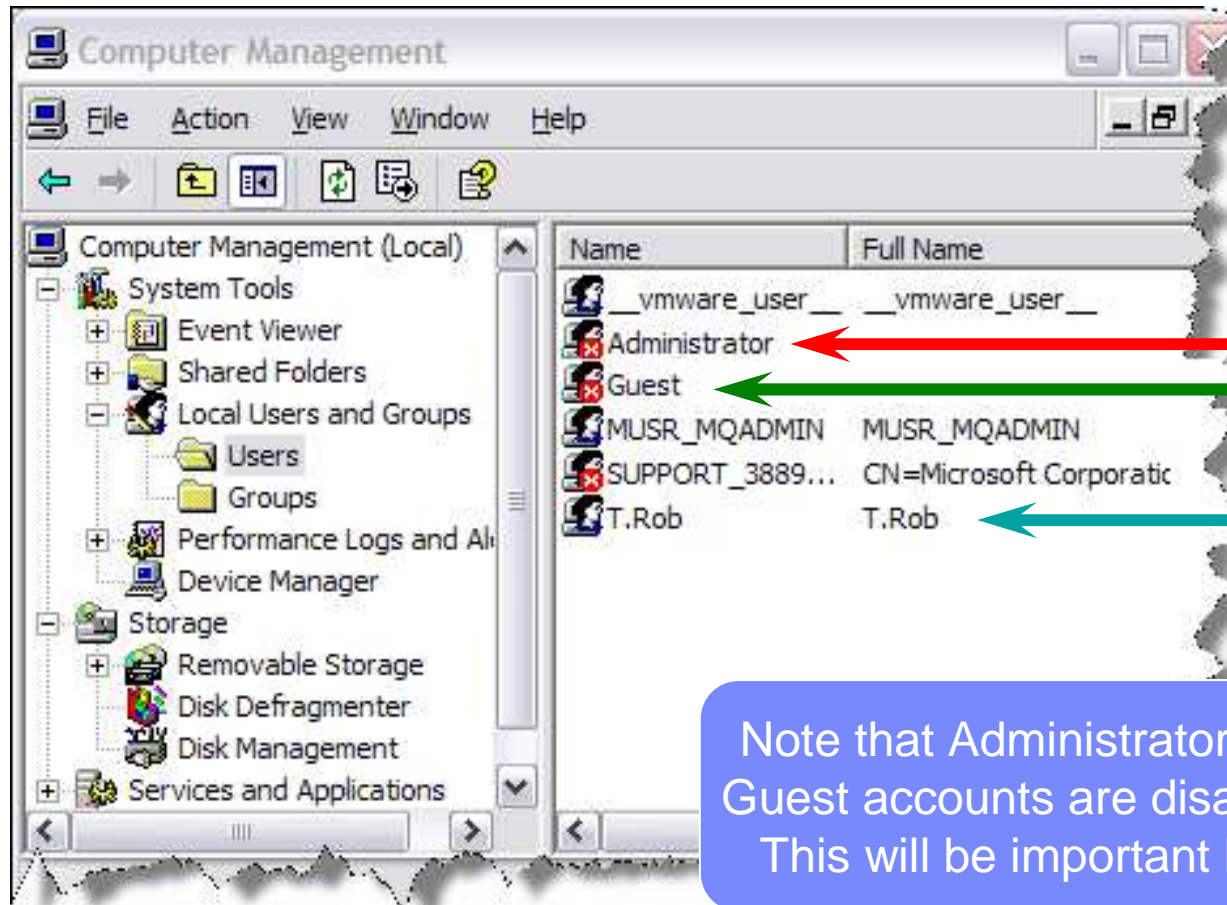 Computer Management
File Action View Window Help
Computer Management (Local)
System Tools
Event Viewer
Shared Folders
Local Users and Groups
Users
Groups
Performance Logs and
Device Manager
Storage
Removable Storage
Disk Defragmenter
Disk Management
Services and Applications
Name Full Name
__vmware_user__ __vmware_user__
Administrator
Guest
MUSR_MQADMIN MUSR_MQADMIN
SUPPORT_3889... CN=Microsoft Corporatic
T.Rob T.Rob
Note that Administrator
Guest accounts are disa
This will be important